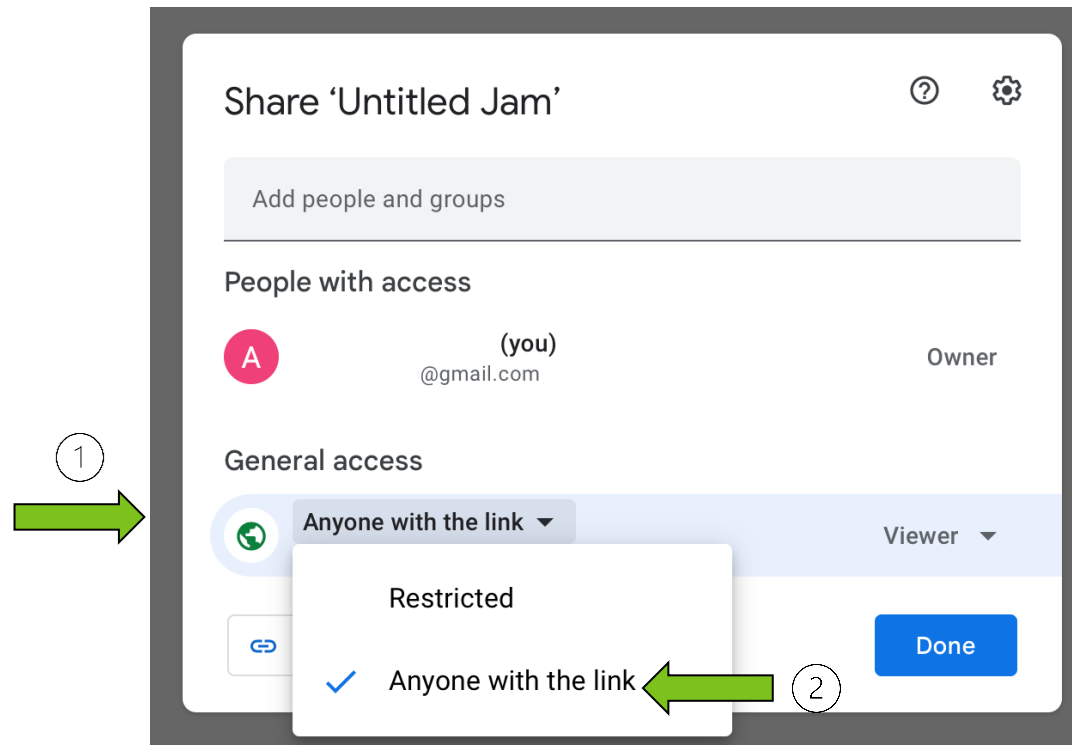 Share ‘Untitled Jam’
Add people and groups
People with access
A
(you)
@gmail.com
Owner
1
General access
Anyone with the link
Viewer
Restricted
Done
Anyone with the link
2